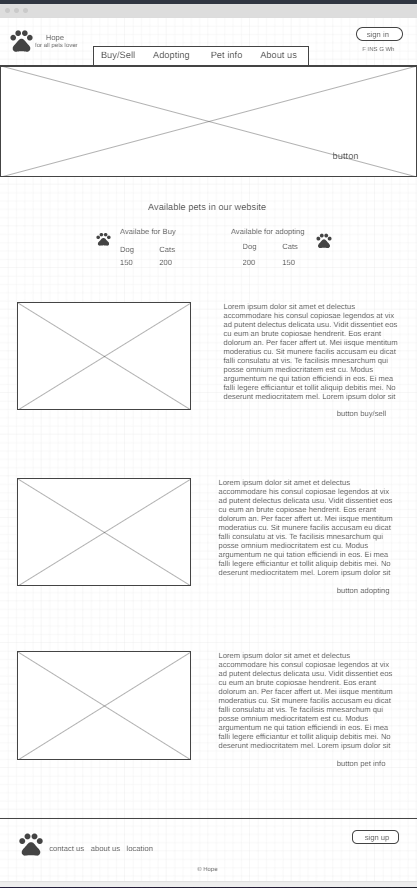 Hope
for all pets lover
sign in
F INS G Wh
Buy/Sell Adopting Pet info About us
button
Available pets in our website
Availabe for Buy
Available for adopting
Dog Cats
Dog Cats
150 200
200 150
Lorem ipsum dolor sit amet et delectus
accommodare his consul copiosae legendos at vix
ad putent delectus delicata usu. Vidit dissentiet eos
cu eum an brute copiosae hendrerit. Eos erant
dolorum an. Per facer affert ut. Mei iisque mentitum
moderatius cu. Sit munere facilis accusam eu dicat
falli consulatu at vis. Te facilisis mnesarchum qui
posse omnium mediocritatem est cu. Modus
argumentum ne qui tation efficiendi in eos. Ei mea
falli legere efficiantur et tollit aliquip debitis mei. No
deserunt mediocritatem mel. Lorem ipsum dolor sit
button buy/sell
Lorem ipsum dolor sit amet et delectus
accommodare his consul copiosae legendos at vix
ad putent delectus delicata usu. Vidit dissentiet eos
cu eum an brute copiosae hendrerit. Eos erant
dolorum an. Per facer affert ut. Mei iisque mentitum
moderatius cu. Sit munere facilis accusam eu dicat
falli consulatu at vis. Te facilisis mnesarchum qui
posse omnium mediocritatem est cu. Modus
argumentum ne qui tation efficiendi in eos. Ei mea
falli legere efficiantur et tollit aliquip debitis mei. No
deserunt mediocritatem mel. Lorem ipsum dolor sit
button adopting
Lorem ipsum dolor sit amet et delectus
accommodare his consul copiosae legendos at vix
ad putent delectus delicata usu. Vidit dissentiet eos
cu eum an brute copiosae hendrerit. Eos erant
dolorum an. Per facer affert ut. Mei iisque mentitum
moderatius cu. Sit munere facilis accusam eu dicat
falli consulatu at vis. Te facilisis mnesarchum qui
posse omnium mediocritatem est cu. Modus
argumentum ne qui tation efficiendi in eos. Ei mea
falli legere efficiantur et tollit aliquip debitis mei. No
deserunt mediocritatem mel. Lorem ipsum dolor sit
button pet info
sign up
contact us about us location
© Hope